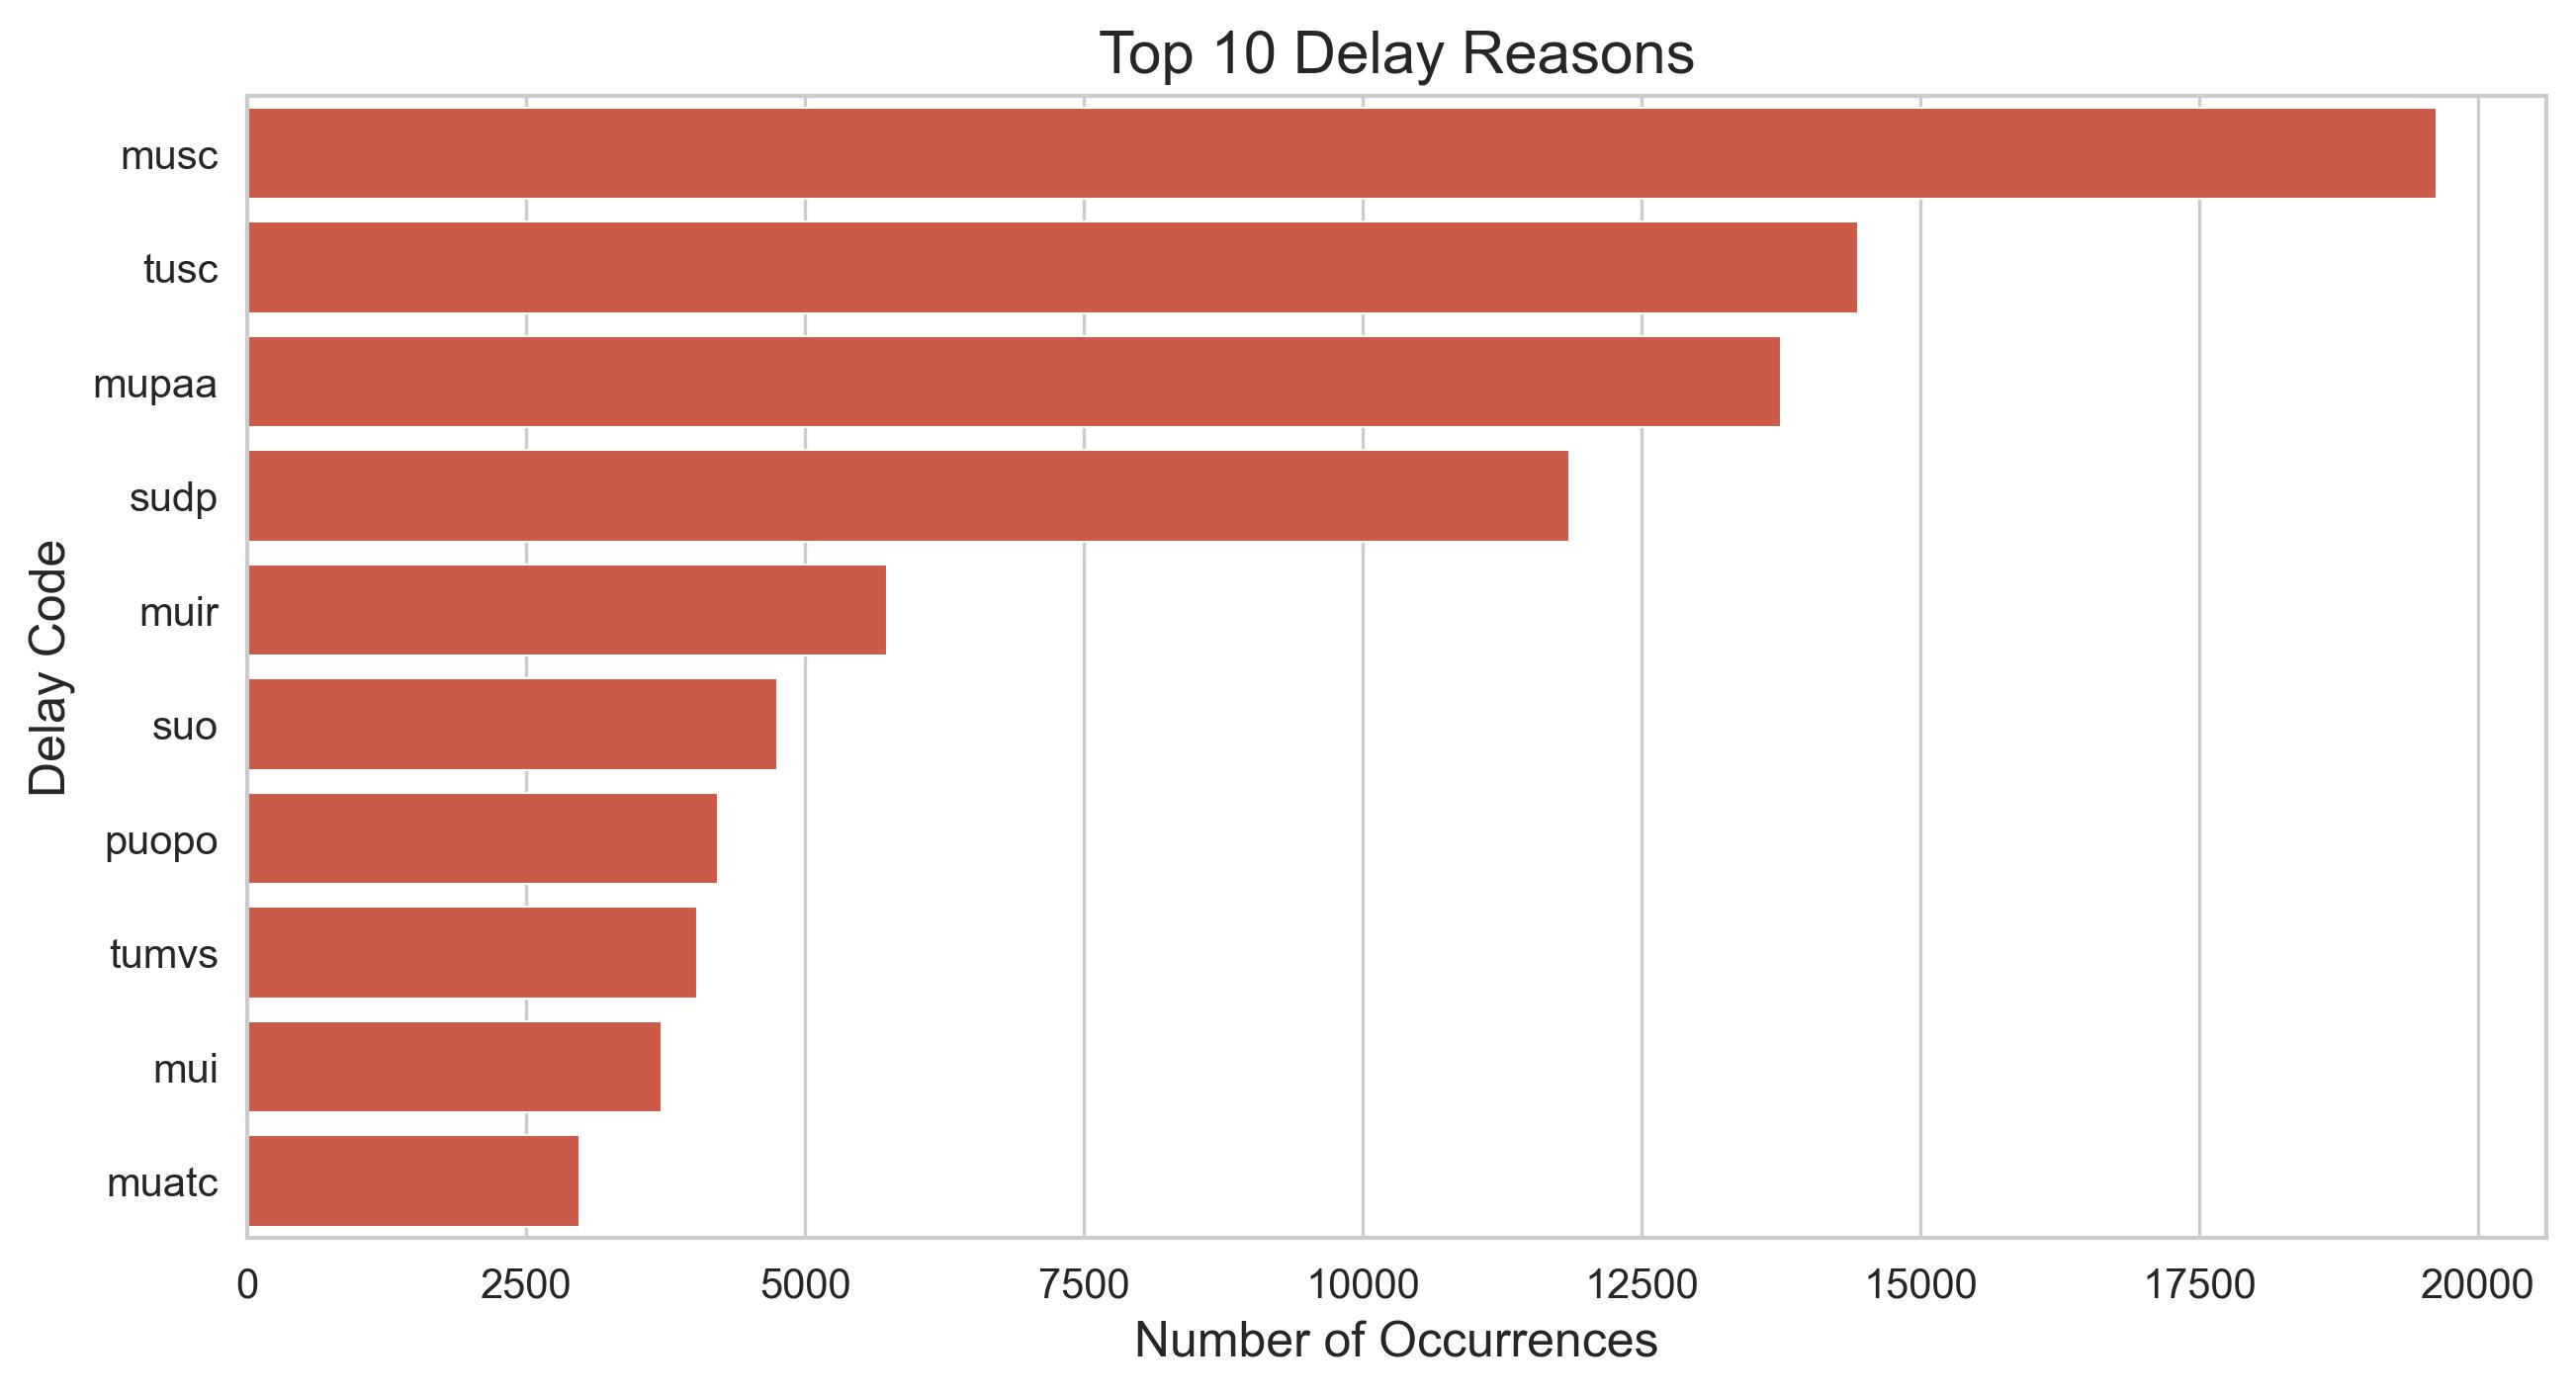 Top 10 Delay Reasons
Delay Code
musc
tusc
mupaa
sudp
muir
suo
puopo
tumvs
mui
muatc
0 2500 5000 7500 10000 12500 15000 17500 20000
Number of Occurrences